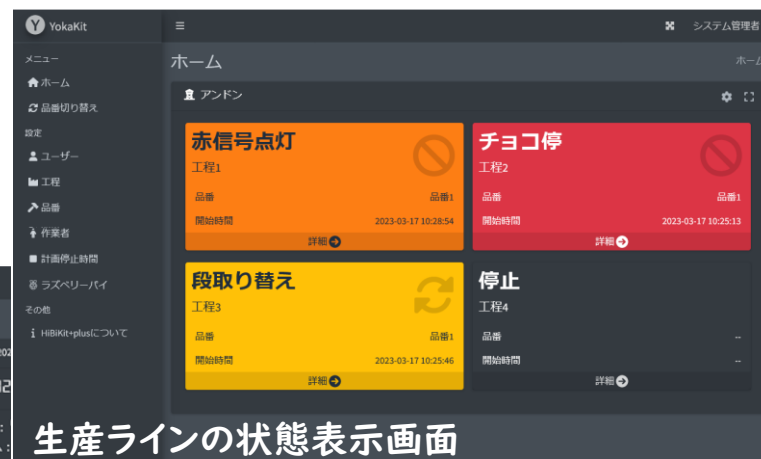 YokaKit
システム管理者
メニュー
ホーム
品番切り替え
設定
ユーザー
工程
品番
作業者
計画停止時間
ラズベリーパイ
その他
HiBiKit+plusについて
ホーム
ホーム
アンドン
赤信号点灯
工程1
品番 品番1
開始時間 2023-03-17 10:28:54
詳細
チョコ停
工程2
品番 品番1
開始時間 2023-03-17 10:25:13
詳細
段取り替え
工程3
品番 品番1
開始時間 2023-03-17 10:25:46
詳細
停止
工程4
品番 --
開始時間 --
詳細
生産ラインの状態表示画面